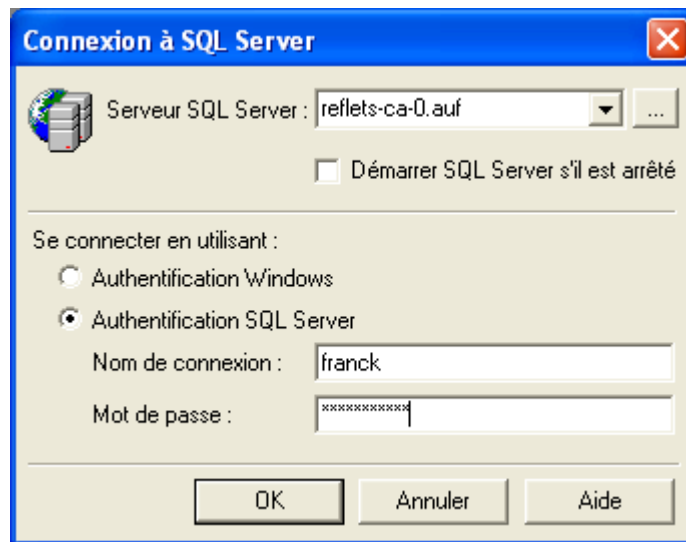 Connexion à SQL Server
Serveur SQL Server : reflets-ca-0.auf ...
Démarrer SQL Server s'il est arrêté
Se connecter en utilisant :
Authentification Windows
Authentification SQL Server
Nom de connexion : franck
Mot de passe : ***********
OK Annuler Aide